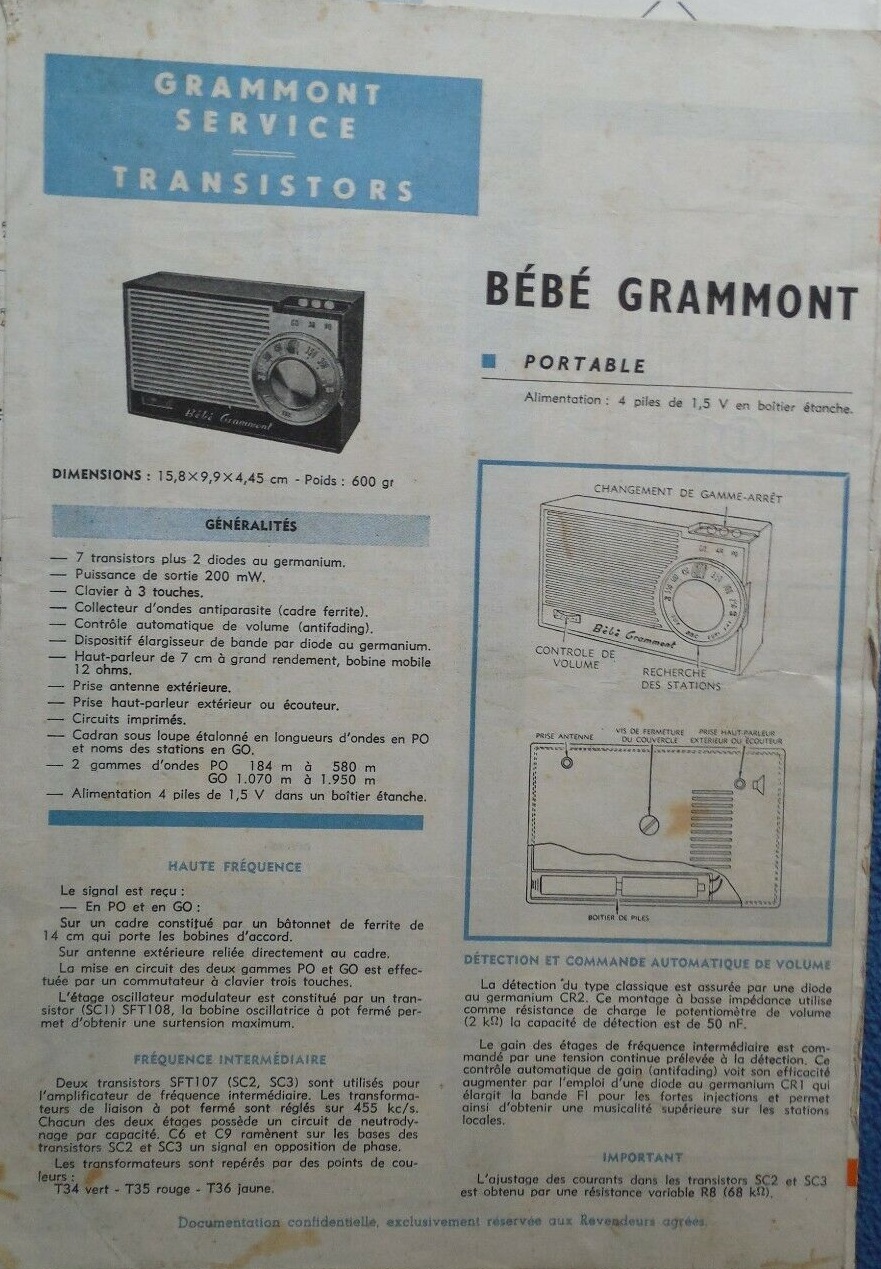 GRAMMONT
SERVICE
TRANSISTORS
BÉBÉ GRAMMONT
PORTABLE
Alimentation : 4 piles de 1,5 V en boîtier étanche.
GO AR PO
Bébé Grammont
DIMENSIONS : 15,8×9,9×4,45 cm - Poids : 600 gr
GÉNÉRALITÉS
— 7 transistors plus 2 diodes au germanium.
— Puissance de sortie 200 mW.
— Clavier à 3 touches.
— Collecteur d'ondes antiparasite (cadre ferrite).
— Contrôle automatique de volume (antifading).
— Dispositif élargisseur de bande par diode au germanium.
— Haut-parleur de 7 cm à grand rendement, bobine mobile
12 ohms.
— Prise antenne extérieure.
— Prise haut-parleur extérieur ou écouteur.
— Circuits imprimés.
— Cadran sous loupe étalonné en longueurs d'ondes en PO
et noms des stations en GO.
— 2 gammes d'ondes PO 184 m à 580 m
GO 1.070 m à 1.950 m
— Alimentation 4 piles de 1,5 V dans un boîtier étanche.
HAUTE FRÉQUENCE
Le signal est reçu :
— En PO et en GO :
Sur un cadre constitué par un bâtonnet de ferrite de
14 cm qui porte les bobines d'accord.
Sur antenne extérieure reliée directement au cadre.
La mise en circuit des deux gammes PO et GO est effec-
tuée par un commutateur à clavier trois touches.
L'étage oscillateur modulateur est constitué par un tran-
sistor (SC1) SFT108, la bobine oscillatrice à pot fermé per-
met d'obtenir une surtension maximum.
FRÉQUENCE INTERMÉDIAIRE
Deux transistors SFT107 (SC2, SC3) sont utilisés pour
l'amplificateur de fréquence intermédiaire. Les transforma-
teurs de liaison à pot fermé sont réglés sur 455 kc/s.
Chacun des deux étages possède un circuit de neutrody-
nage par capacité. C6 et C9 ramènent sur les bases des
transistors SC2 et SC3 un signal en opposition de phase.
Les transformateurs sont repérés par des points de cou-
leurs :
T34 vert - T35 rouge - T36 jaune.
CHANGEMENT DE GAMME-ARRÊT
GO AR PO
Bébé Grammont
CONTROLE DE
VOLUME
RECHERCHE
DES STATIONS
PRISE ANTENNE
VIS DE FERMETURE
DU COUVERCLE
PRISE HAUT-PARLEUR
EXTÉRIEUR OU ÉCOUTEUR
BOITIER DE PILES
DÉTECTION ET COMMANDE AUTOMATIQUE DE VOLUME
La détection du type classique est assurée par une diode
au germanium CR2. Ce montage à basse impédance utilise
comme résistance de charge le potentiomètre de volume
(2 kΩ) la capacité de détection est de 50 nF.
Le gain des étages de fréquence intermédiaire est com-
mandé par une tension continue prélevée à la détection. Ce
contrôle automatique de gain (antifading) voit son efficacité
augmenter par l'emploi d'une diode au germanium CR1 qui
élargit la bande FI pour les fortes injections et permet
ainsi d'obtenir une musicalité supérieure sur les stations
locales.
IMPORTANT
L'ajustage des courants dans les transistors SC2 et SC3
est obtenu par une résistance variable R8 (68 kΩ).
Documentation confidentielle, exclusivement réservée aux Revendeurs agréés.